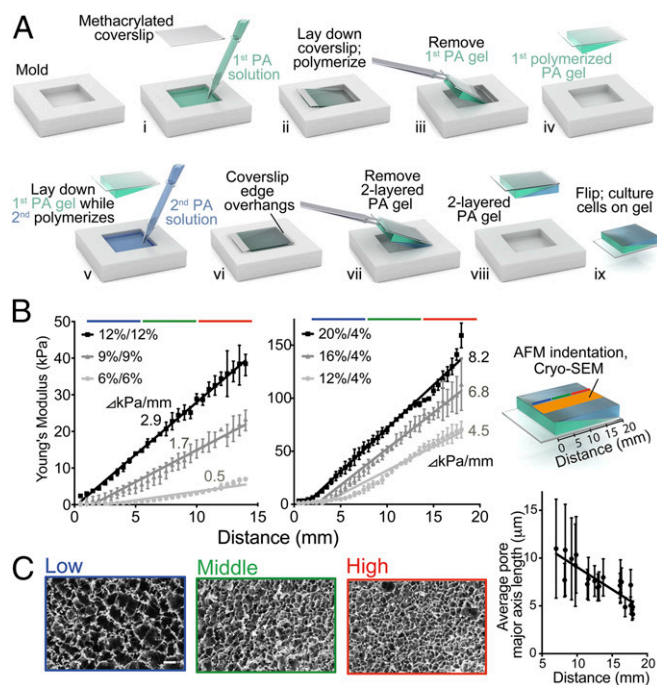 A
Methacrylated
coverslip
Mold
1st PA
solution
i
Lay down
coverslip;
polymerize
ii
Remove
1st PA gel
iii
1st polymerized
PA gel
iv
Lay down
1st PA gel while
2nd polymerizes
2nd PA
solution
v
Coverslip
edge
overhangs
vi
Remove
2-layered
PA gel
vii
2-layered
PA gel
viii
Flip; culture
cells on gel
ix
B
Young's Modulus (kPa)
50
40
30
20
10
0
12%/12%
9%/9%
6%/6%
⊿kPa/mm
2.9
1.7
0.5
0 5 10 15
150
100
50
0
20%/4%
16%/4%
12%/4%
8.2
6.8
4.5
⊿kPa/mm
0 5 10 15 20
Distance (mm)
Distance (mm)
AFM indentation,
Cryo-SEM
0 5 10 15 20
Distance (mm)
C
Low
Middle
High
Average pore
major axis length (μm)
20
15
10
5
0
5 10 15 20
Distance (mm)